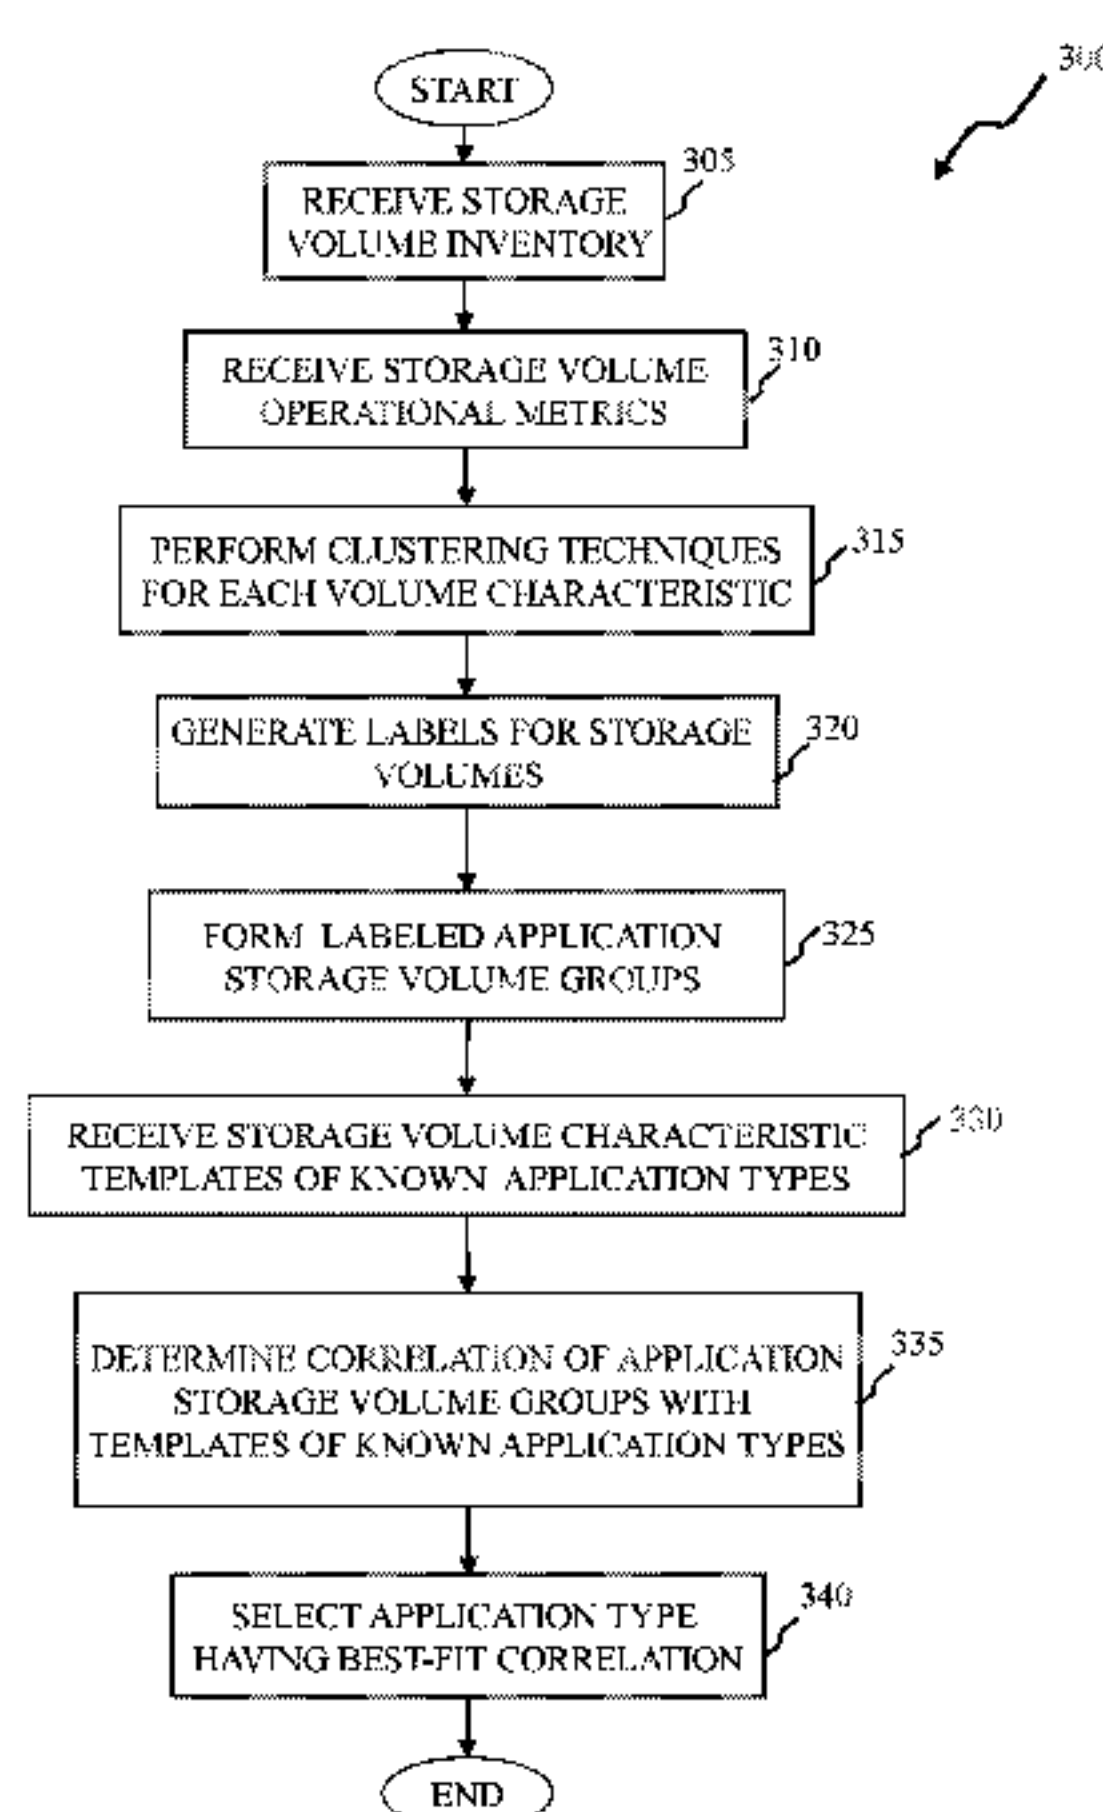 300
START
305
RECEIVE STORAGE
VOLUME INVENTORY
310
RECEIVE STORAGE VOLUME
OPERATIONAL METRICS
315
PERFORM CLUSTERING TECHNIQUES
FOR EACH VOLUME CHARACTERISTIC
320
GENERATE LABELS FOR STORAGE
VOLUMES
325
FORM LABELED APPLICATION
STORAGE VOLUME GROUPS
330
RECEIVE STORAGE VOLUME CHARACTERISTIC
TEMPLATES OF KNOWN APPLICATION TYPES
335
DETERMINE CORRELATION OF APPLICATION
STORAGE VOLUME GROUPS WITH
TEMPLATES OF KNOWN APPLICATION TYPES
340
SELECT APPLICATION TYPE
HAVING BEST-FIT CORRELATION
END